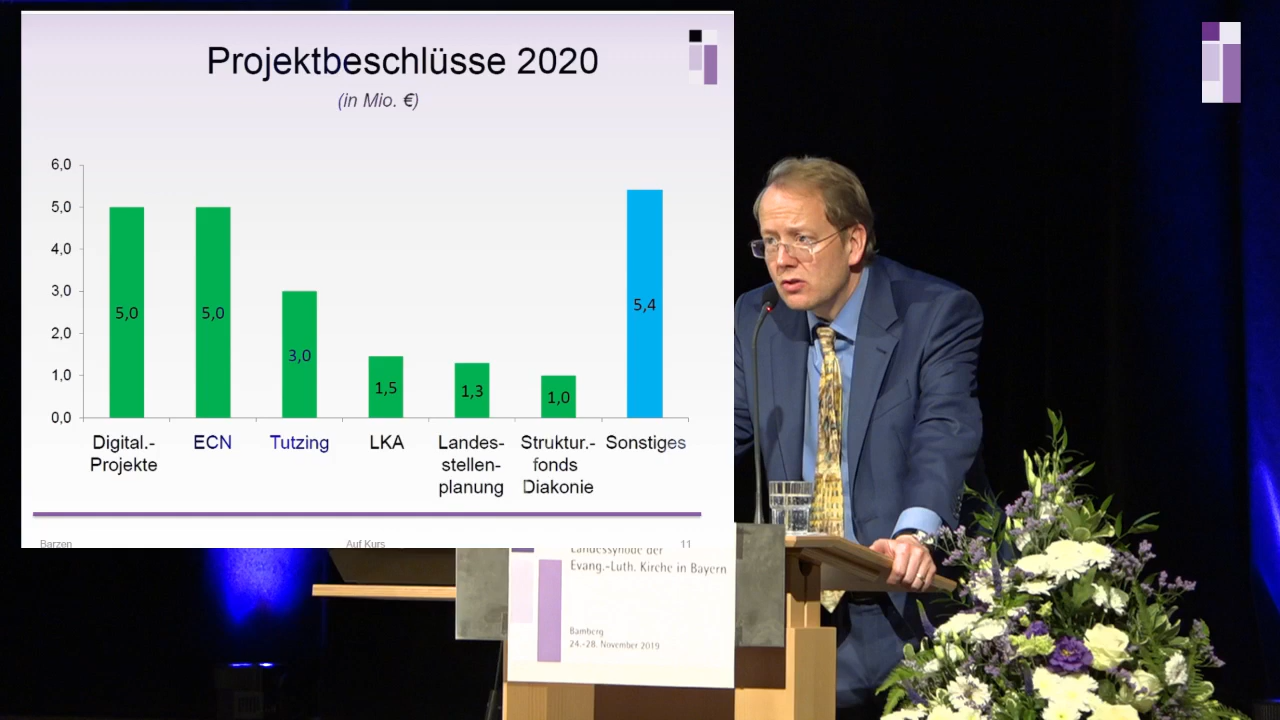 Projektbeschlüsse 2020
(in Mio. €)
6,0
5,0
4,0
3,0
2,0
1,0
0,0
5,0
5,0
3,0
1,5
1,3
1,0
5,4
Digital.-
Projekte
ECN
Tutzing
LKA
Landes-
stellen-
planung
Struktur.-
fonds
Diakonie
Sonstiges
Barzen
Auf Kurs
11
Landessynode der
Evang.-Luth. Kirche in Bayern
Bamberg
24.-28. November 2019